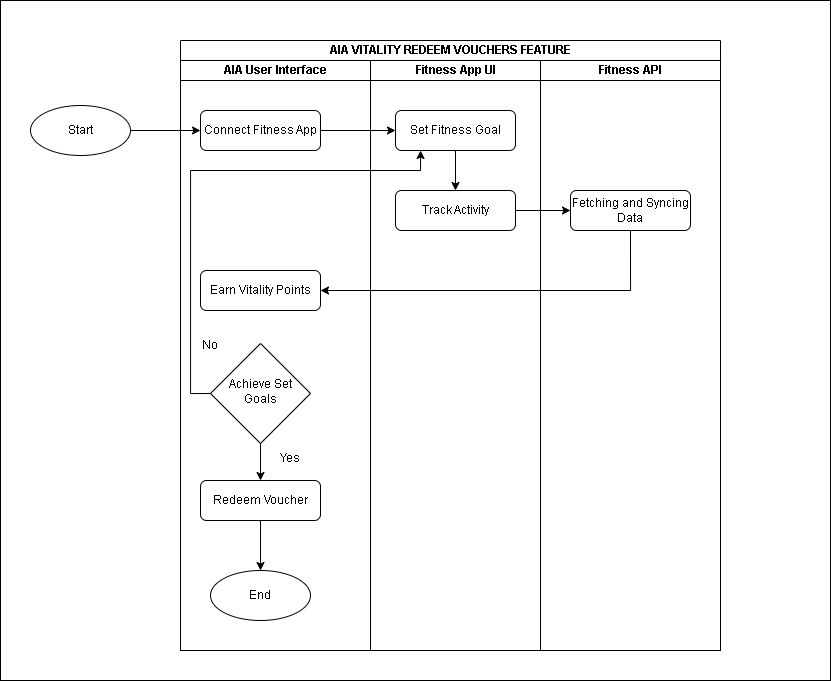 AIA VITALITY REDEEM VOUCHERS FEATURE
AIA User Interface
Fitness App UI
Fitness API
Start
Connect Fitness App
Set Fitness Goal
Track Activity
Fetching and Syncing
Data
Earn Vitality Points
No
Achieve Set
Goals
Yes
Redeem Voucher
End